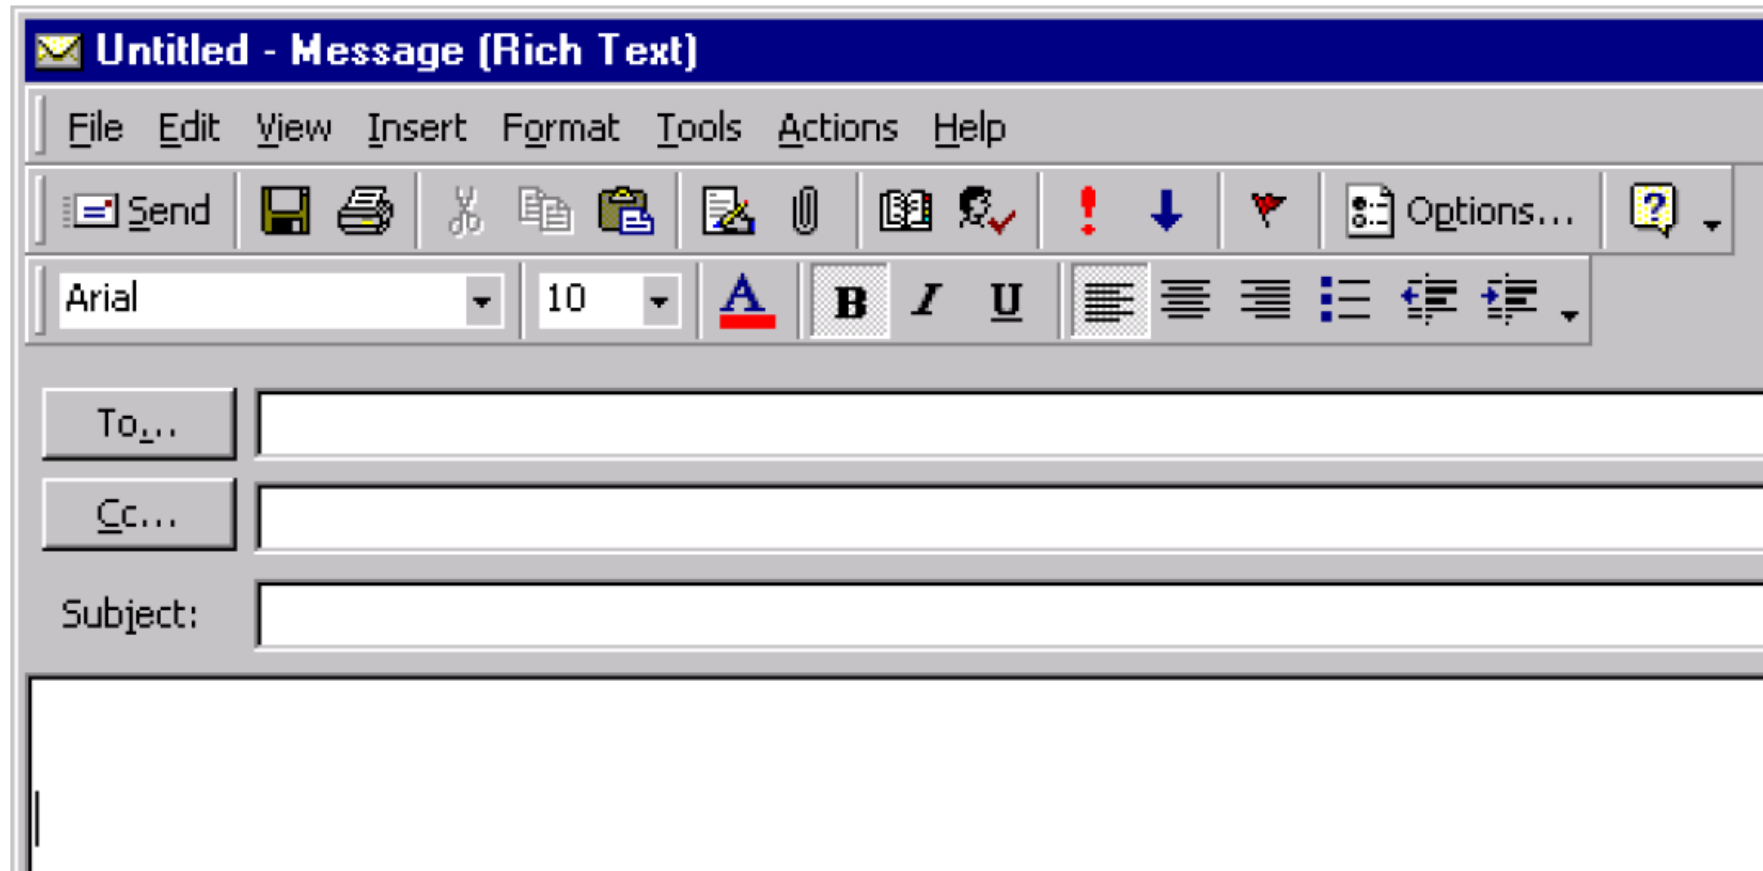 Untitled - Message (Rich Text)
File Edit View Insert Format Tools Actions Help
Send Options... ?
Arial 10 A B I U
To...
Cc...
Subject: